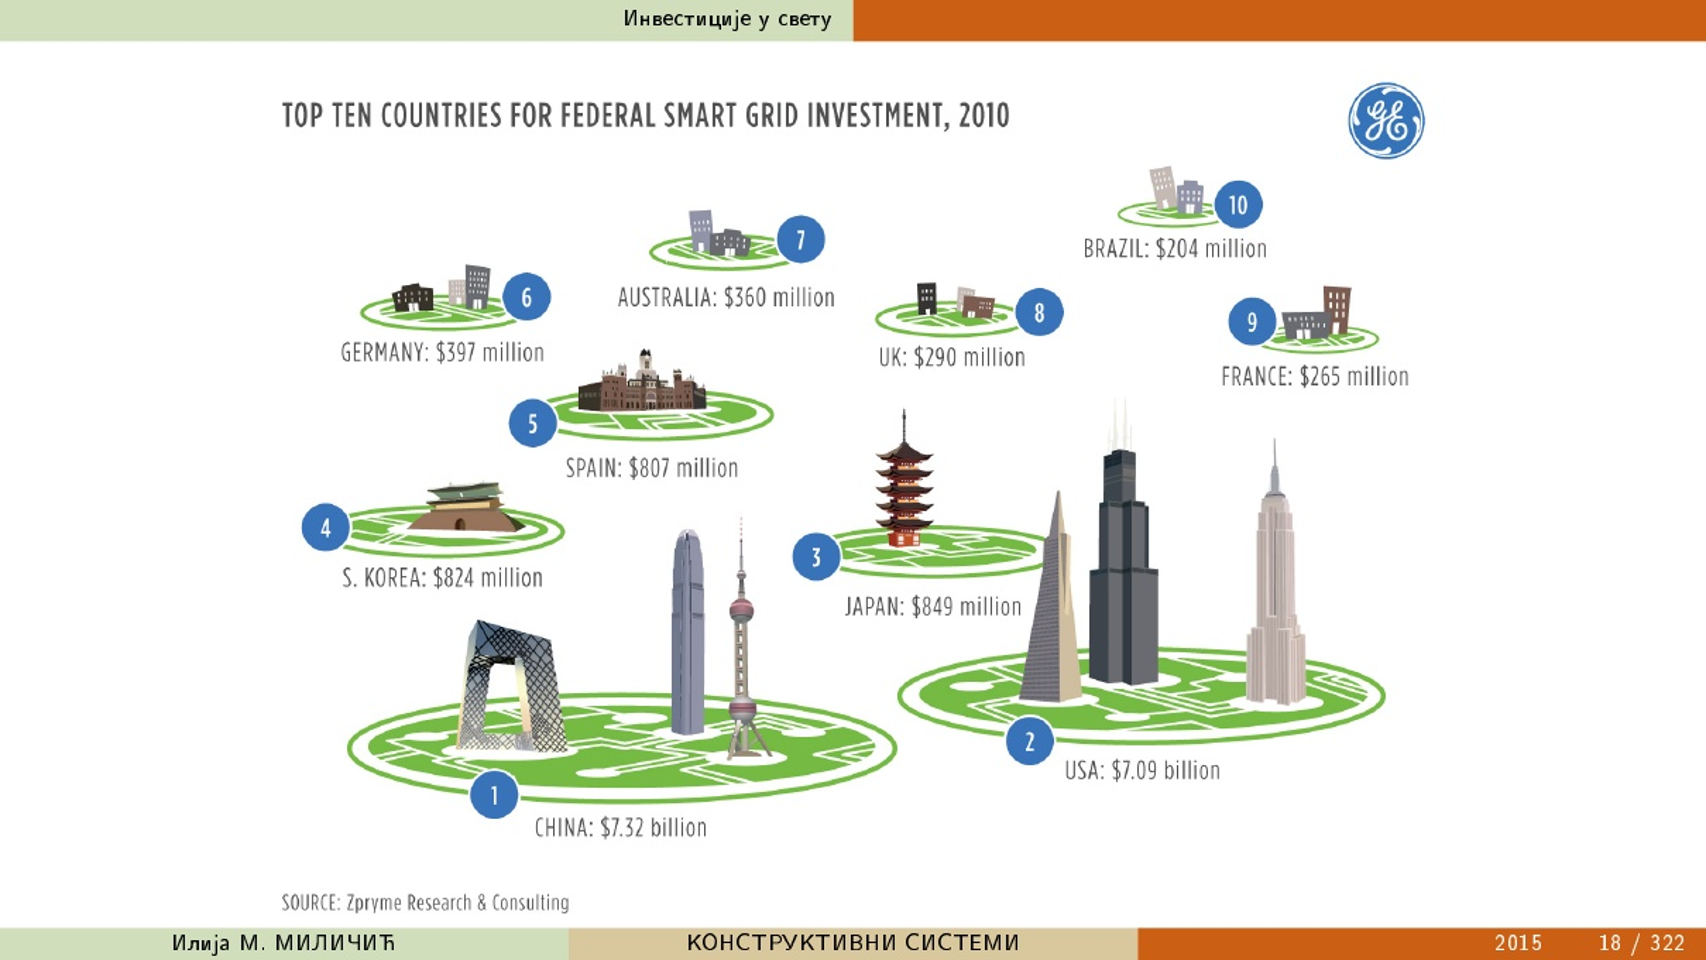 Инвестиције у свету
TOP TEN COUNTRIES FOR FEDERAL SMART GRID INVESTMENT, 2010
GE
10
BRAZIL: $204 million
7
AUSTRALIA: $360 million
6
GERMANY: $397 million
8
UK: $290 million
9
FRANCE: $265 million
5
SPAIN: $807 million
4
S. KOREA: $824 million
3
JAPAN: $849 million
2
USA: $7.09 billion
1
CHINA: $7.32 billion
SOURCE: Zpryme Research & Consulting
Илија М. МИЛИЧИЋ КОНСТРУКТИВНИ СИСТЕМИ 2015 18 / 322